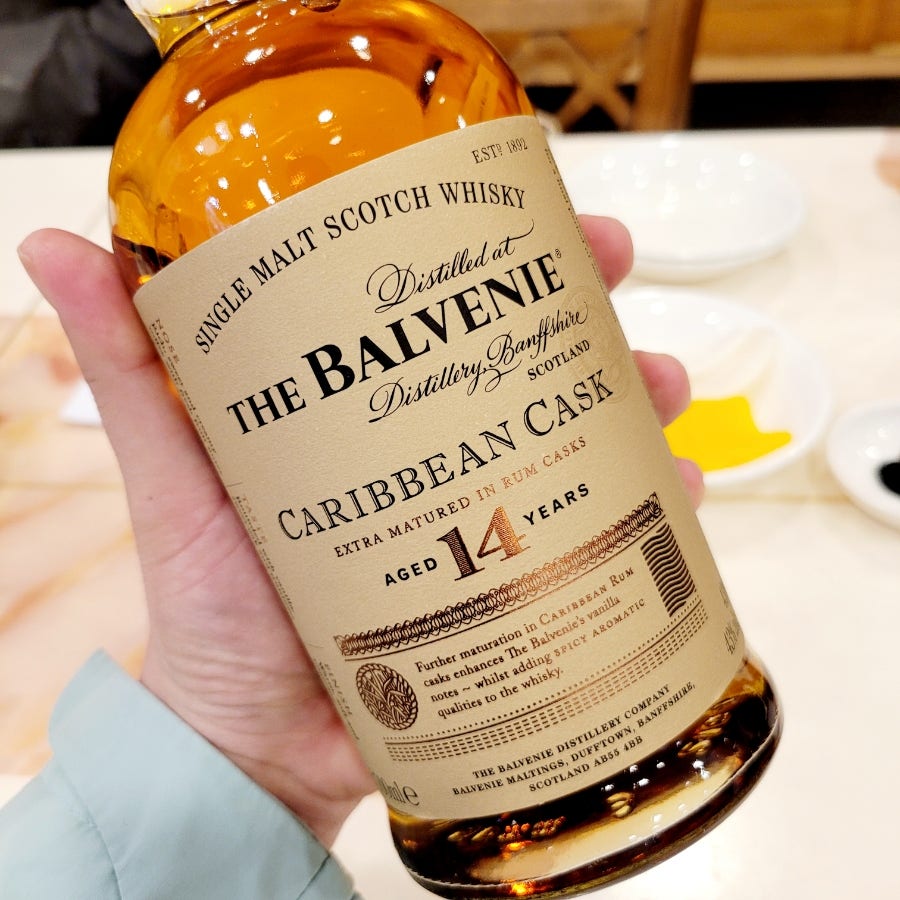 ESTD 1892
SINGLE MALT SCOTCH WHISKY
Distilled at
THE BALVENIE®
Distillery, Banffshire
SCOTLAND
CARIBBEAN CASK
EXTRA MATURED IN RUM CASKS
AGED 14 YEARS
Further maturation in CARIBBEAN RUM
casks enhances The Balvenie's vanilla
notes ~ whilst adding SPICY AROMATIC
qualities to the whisky.
THE BALVENIE DISTILLERY COMPANY
BALVENIE MALTINGS, DUFFTOWN, BANFFSHIRE,
SCOTLAND AB55 4BB